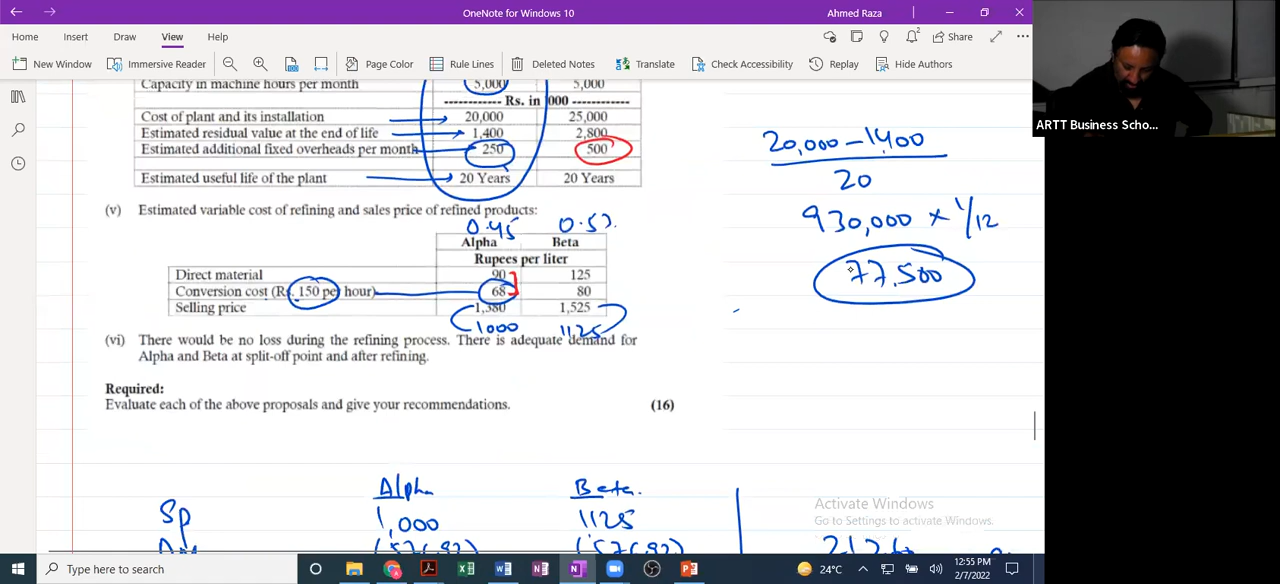 OneNote for Windows 10
Ahmed Raza
Home Insert Draw View Help
Share
New Window Immersive Reader Page Color Rule Lines Deleted Notes Translate Check Accessibility Replay Hide Authors
ARTT Business Scho...
Capacity in machine hours per month 5,000 5,000
------------ Rs. in '000 ------------
Cost of plant and its installation 20,000 25,000
Estimated residual value at the end of life 1,400 2,800
Estimated additional fixed overheads per month 250 500
Estimated useful life of the plant 20 Years 20 Years
20,000 - 1400
20
930,000 × 1/12
77,500
(v) Estimated variable cost of refining and sales price of refined products:
0.45 0.53
Alpha Beta
Rupees per liter
Direct material 90 125
Conversion cost (Rs. 150 per hour) 68 80
Selling price 1,380 1,525
1000 1125
(vi) There would be no loss during the refining process. There is adequate demand for
Alpha and Beta at split-off point and after refining.
Required:
Evaluate each of the above proposals and give your recommendations. (16)
Alpha Beta
Sp 1,000 1125
(576.92) (576.92)
Activate Windows
Go to Settings to activate Windows.
Type here to search
24°C
12:55 PM
2/7/2022